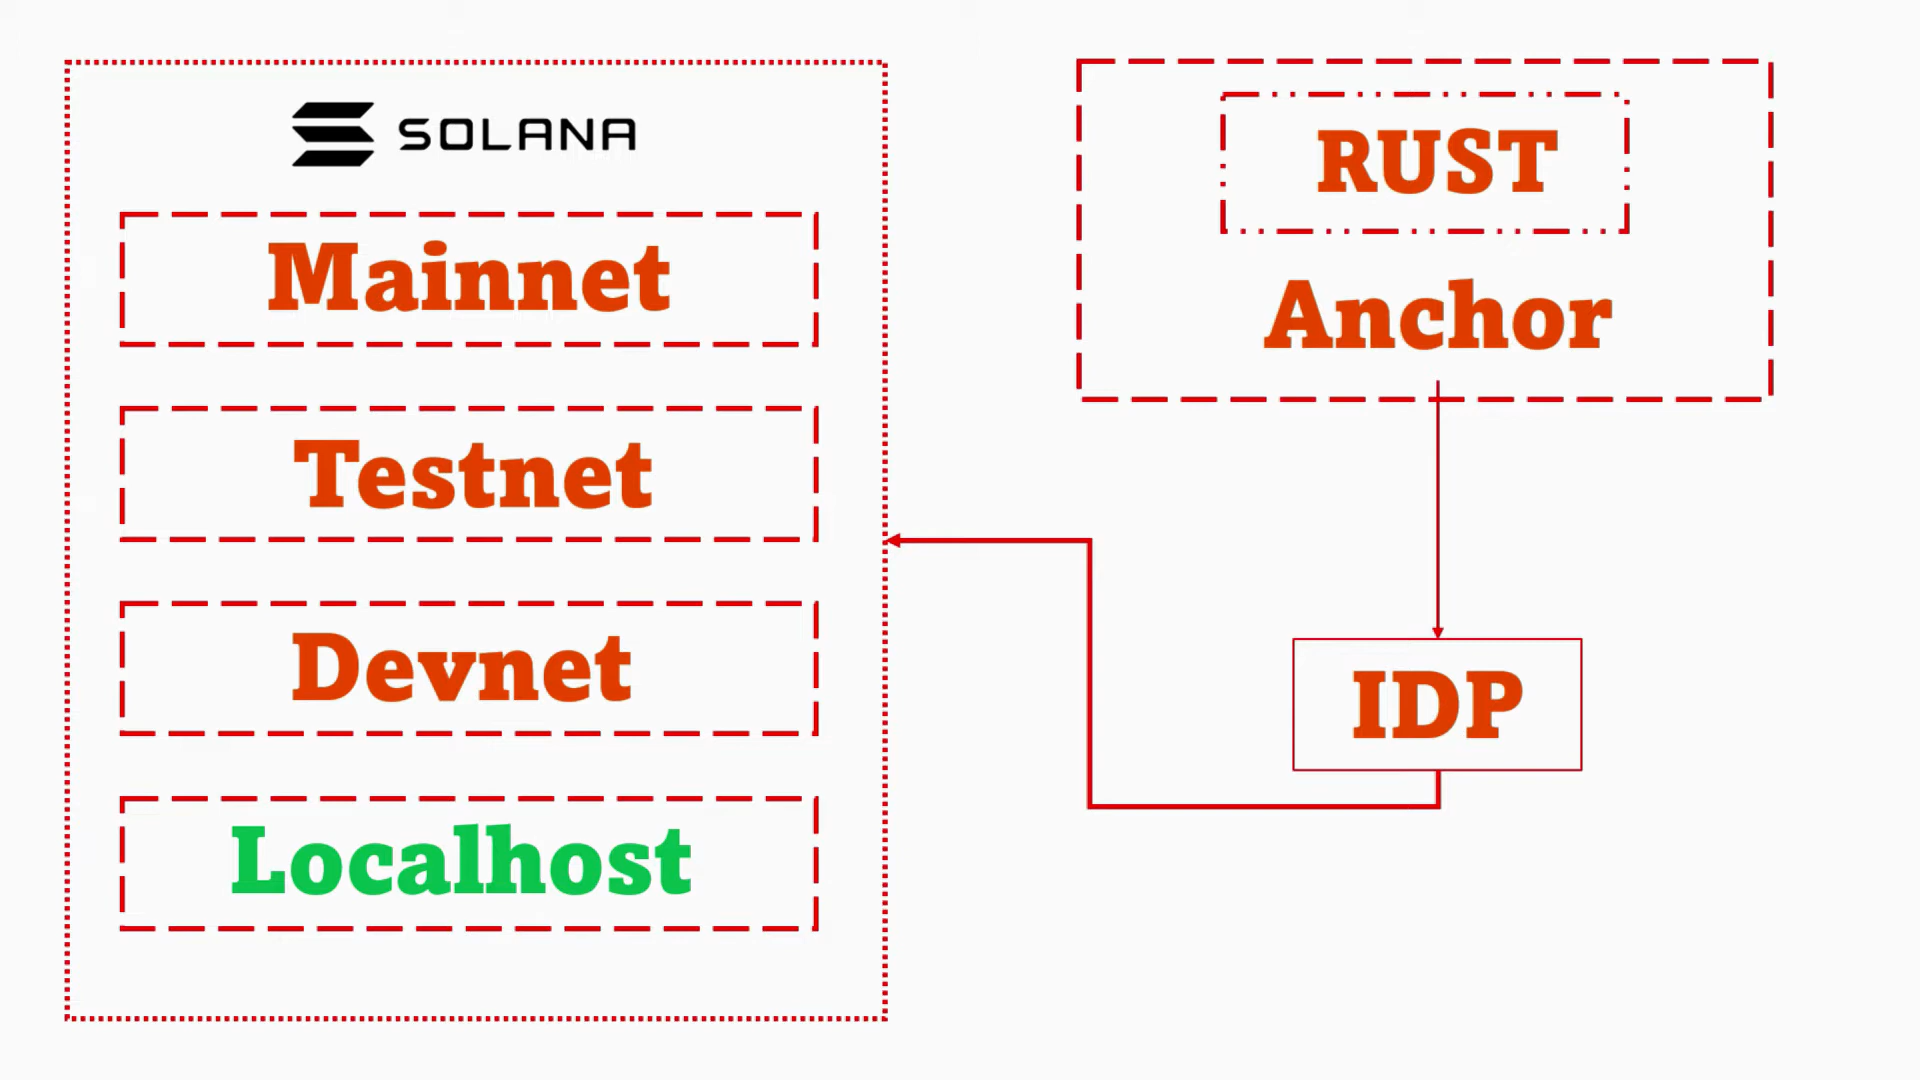 SOLANA
Mainnet
Testnet
Devnet
Localhost
RUST
Anchor
IDP